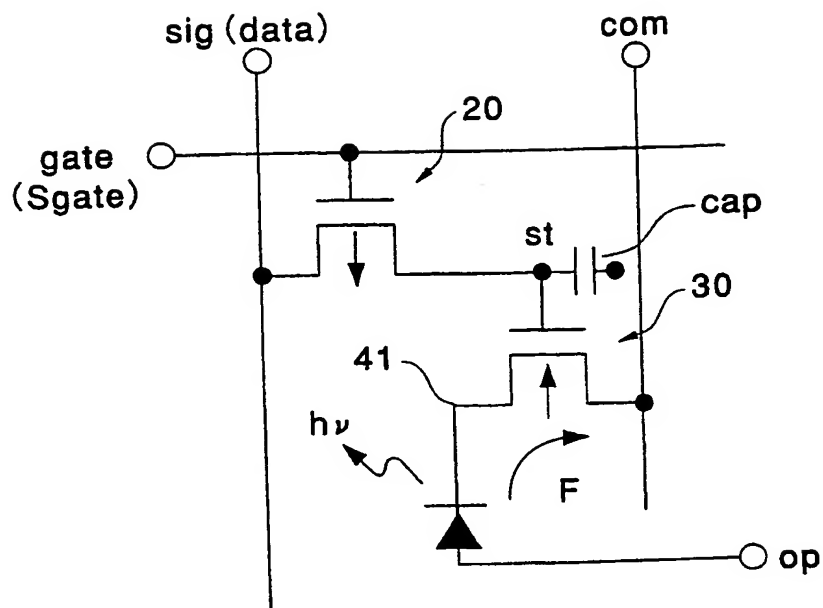 sig (data)
com
20
gate
(Sgate)
cap
st
30
41
hν
F
op